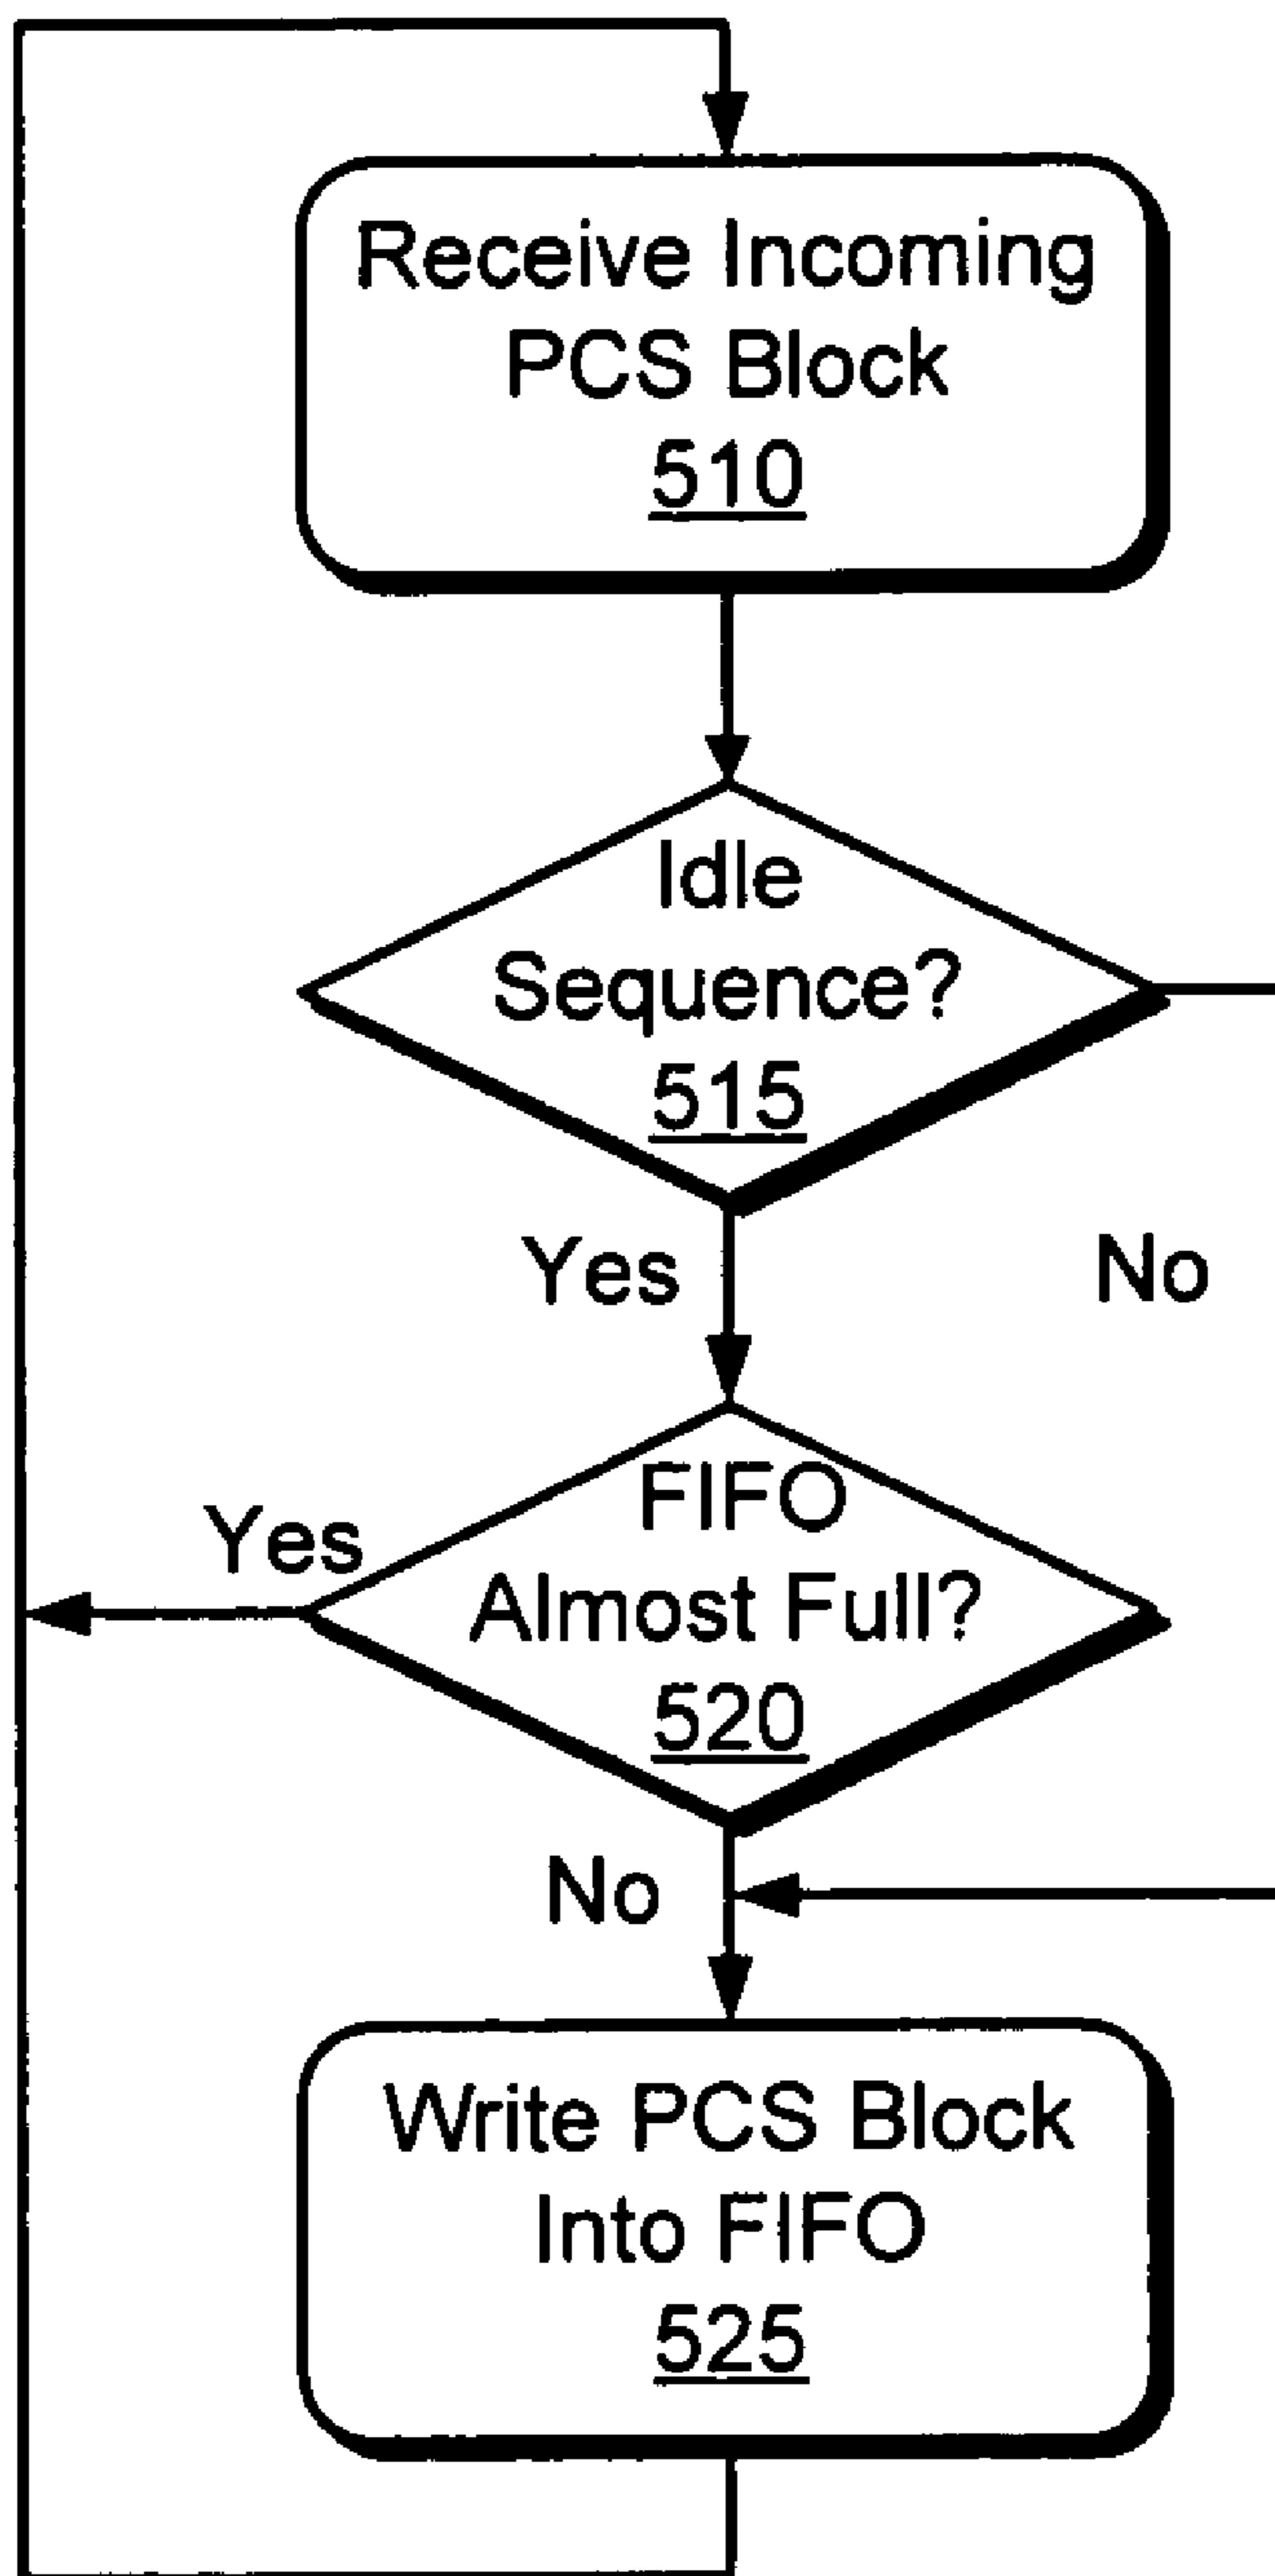 Receive Incoming
PCS Block
510
Idle
Sequence?
515
Yes
No
FIFO
Almost Full?
520
Yes
No
Write PCS Block
Into FIFO
525